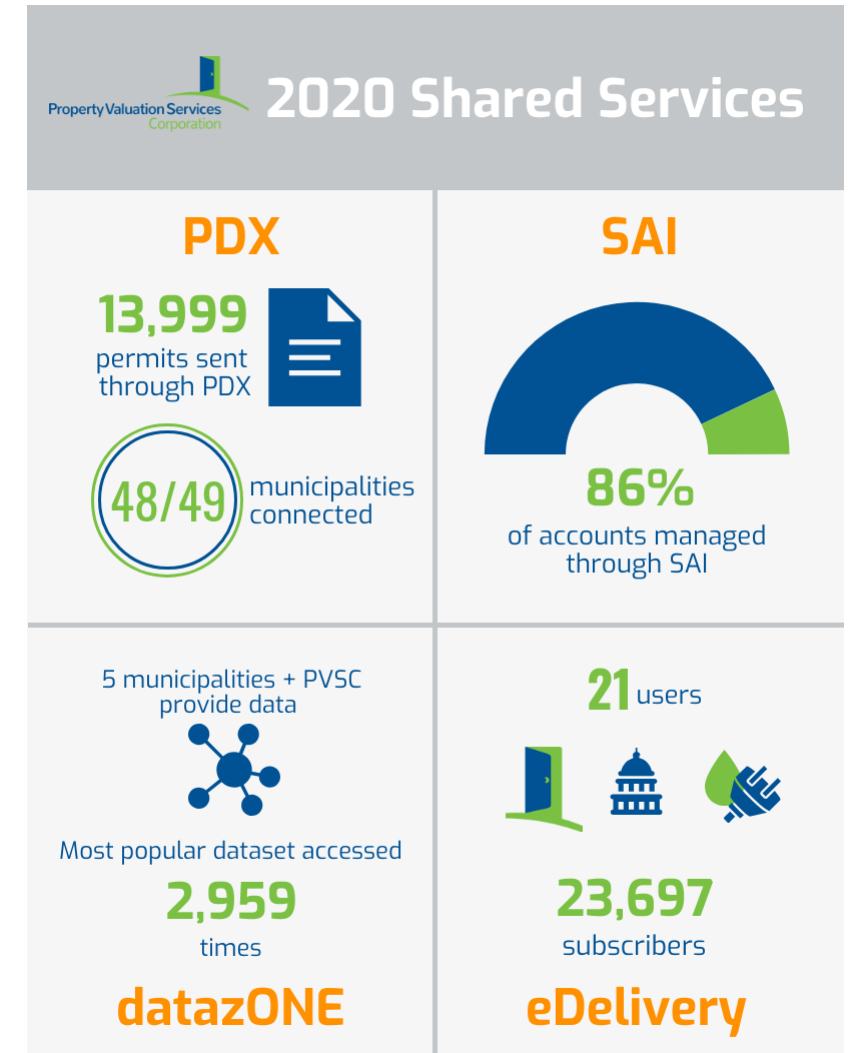 Property Valuation Services
Corporation
2020 Shared Services
PDX
13,999
permits sent
through PDX
48/49
municipalities
connected
SAI
86%
of accounts managed
through SAI
5 municipalities + PVSC
provide data
Most popular dataset accessed
2,959
times
datazONE
21 users
23,697
subscribers
eDelivery